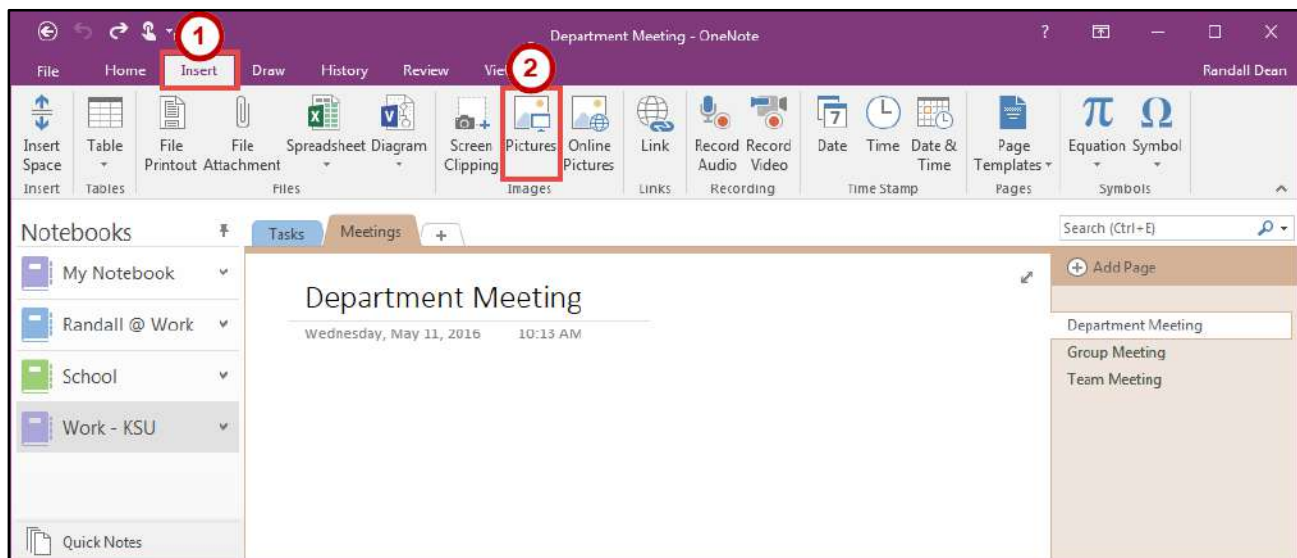 1
Department Meeting - OneNote
?
File Home Insert Draw History Review
2
Randall Dean
Insert Space
Table
File Printout
File Attachment
Spreadsheet
Diagram
Screen Clipping
Pictures
Online Pictures
Link
Record Audio
Record Video
7
Date
Time
Date & Time
Page Templates
π
Equation
Ω
Symbol
Insert Tables Files Images Links Recording Time Stamp Pages Symbols
Notebooks
Tasks Meetings +
Search (Ctrl+E)
My Notebook
Add Page
Department Meeting
Randall @ Work
Wednesday, May 11, 2016 10:13 AM
Department Meeting
Group Meeting
School
Team Meeting
Work - KSU
Quick Notes